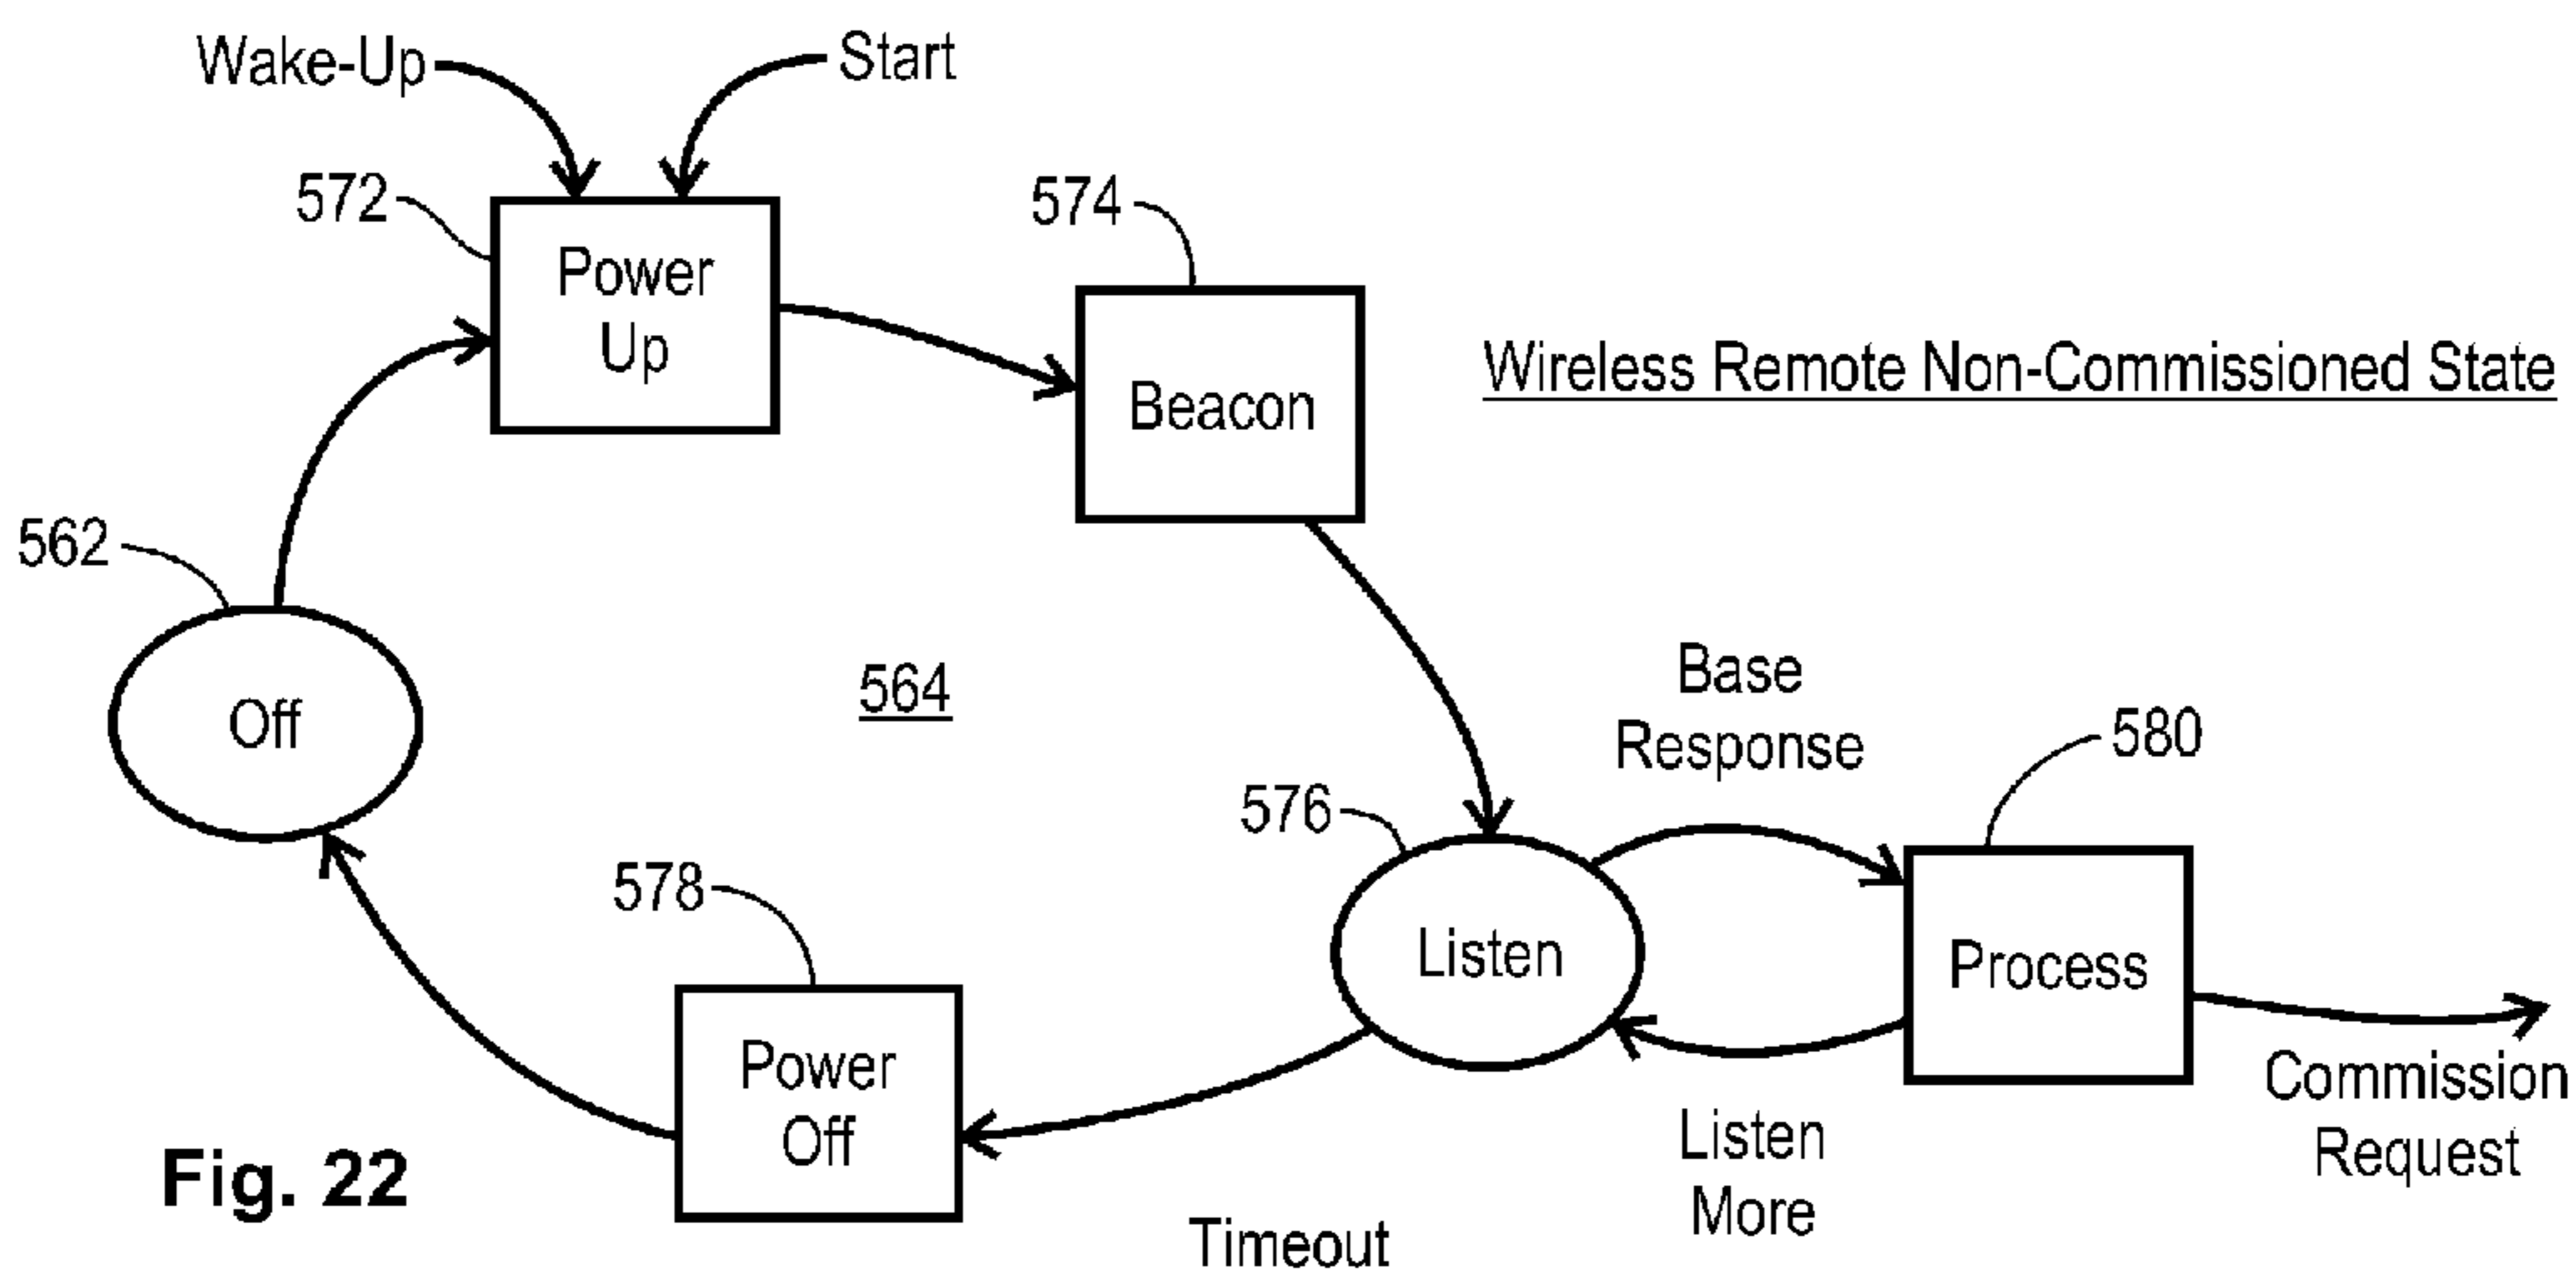 Wake-Up
Start
572
Power
Up
574
Beacon
Wireless Remote Non-Commissioned State
562
Off
564
Base
Response
580
576
Listen
Process
578
Power
Off
Listen
More
Commission
Request
Timeout
Fig. 22